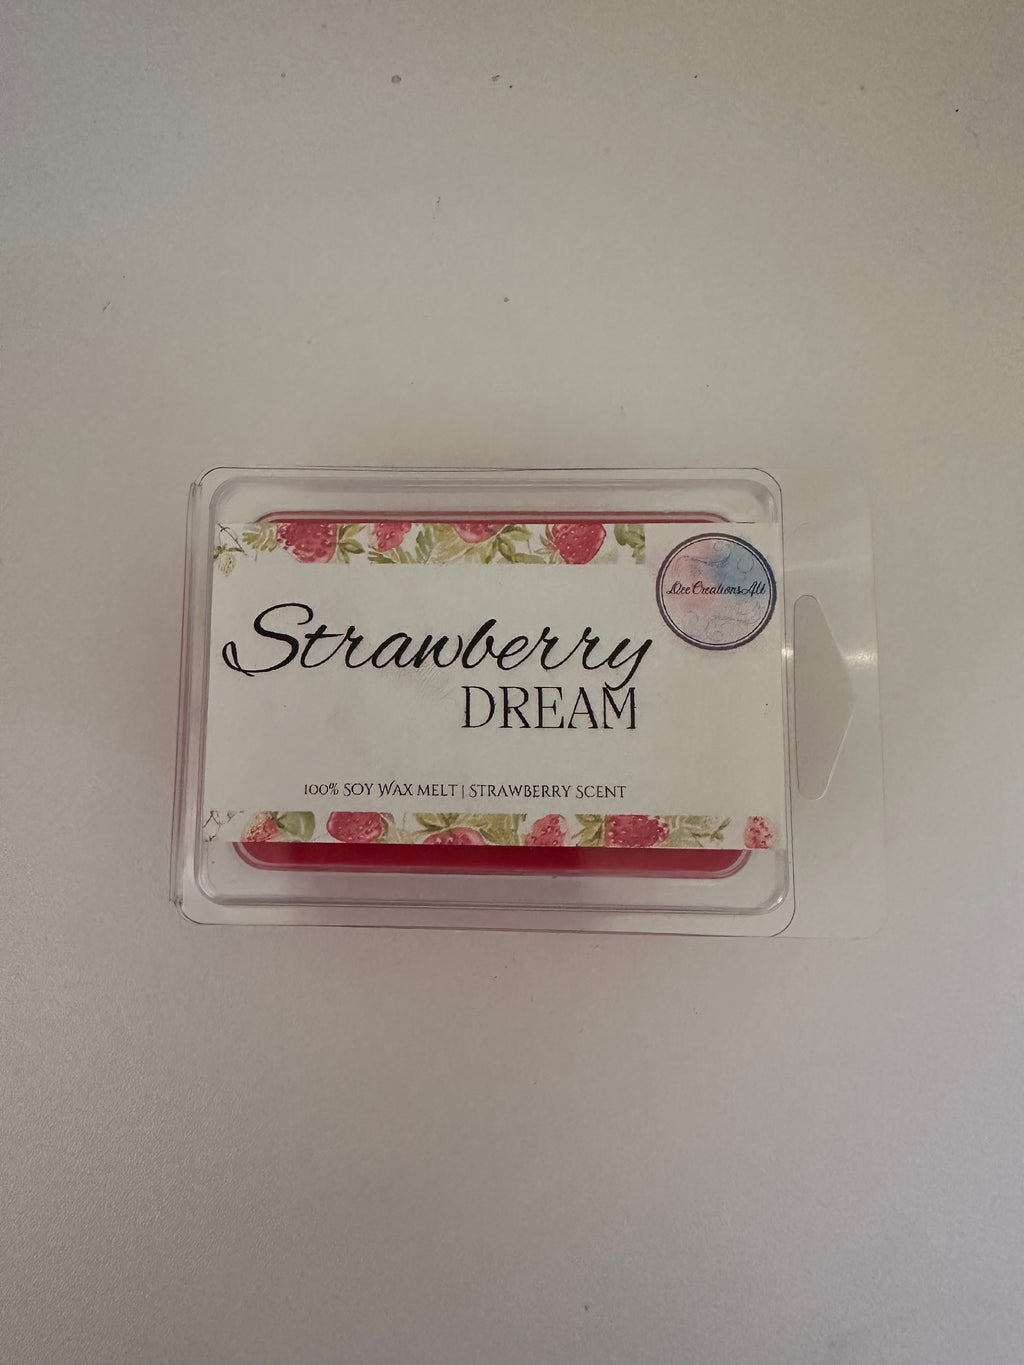 Strawberry
DREAM
100% SOY WAX MELT | STRAWBERRY SCENT